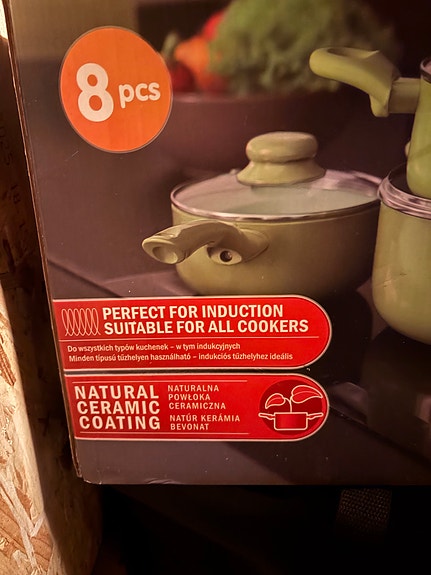 8 pcs
PERFECT FOR INDUCTION
SUITABLE FOR ALL COOKERS
Do wszystkich typów kuchenek – w tym indukcyjnych
Minden típusú tűzhelyen használható – indukciós tűzhelyhez ideális
NATURAL
CERAMIC
COATING
NATURALNA
POWŁOKA
CERAMICZNA
NATÚR KERÁMIA
BEVONAT